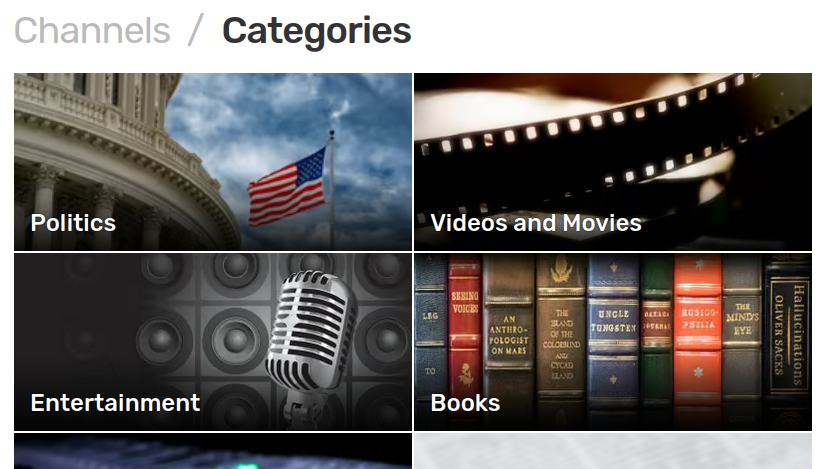 Channels / Categories
Politics
Videos and Movies
Entertainment
Books
LEG
TO
SEEING
VOICES
AN
ANTHRO-
POLOGIST
ON MARS
THE
ISLAND
OF THE
COLORBLIND
AND
CYCAD
ISLAND
UNCLE
TUNGSTEN
OAXACA
JOURNAL
MUSICO-
PHILIA
THE
MIND'S
EYE
Hallucinations
OLIVER SACKS